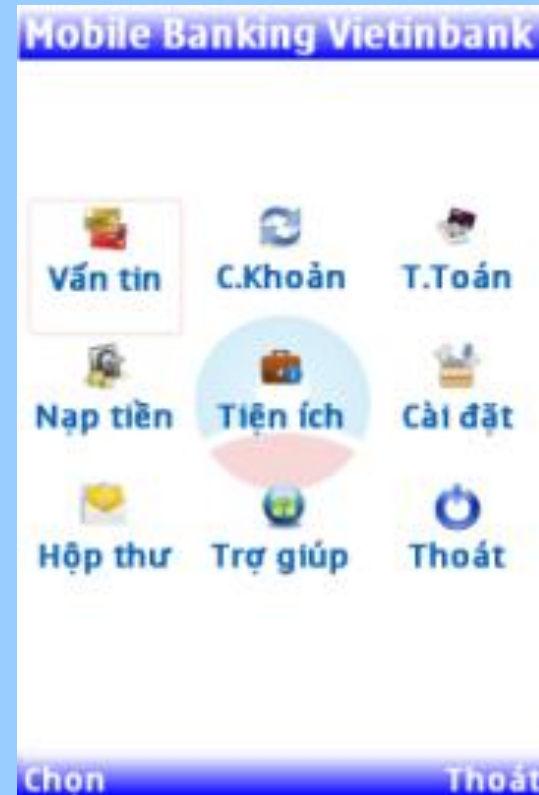 Mobile Banking Vietinbank
Vấn tin C.Khoản T.Toán
Nạp tiền Tiện ích Cài đặt
Hộp thư Trợ giúp Thoát
Chọn Thoát